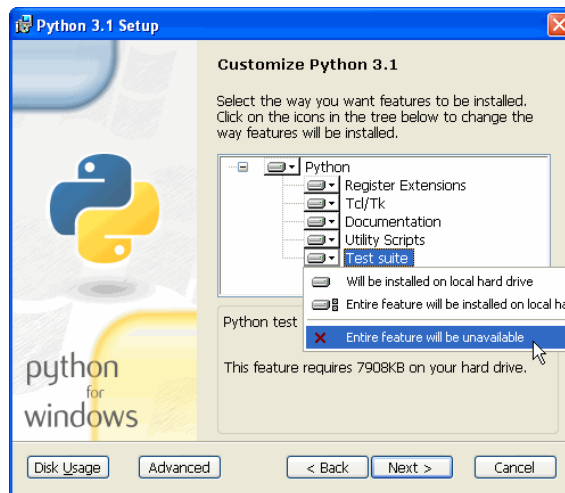 Python 3.1 Setup
Customize Python 3.1
Select the way you want features to be installed.
Click on the icons in the tree below to change the
way features will be installed.
Python
Register Extensions
Tcl/Tk
Documentation
Utility Scripts
Test suite
Will be installed on local hard drive
Entire feature will be installed on local ha
Entire feature will be unavailable
Python test
This feature requires 7908KB on your hard drive.
python
for
windows
Disk Usage
Advanced
< Back
Next >
Cancel